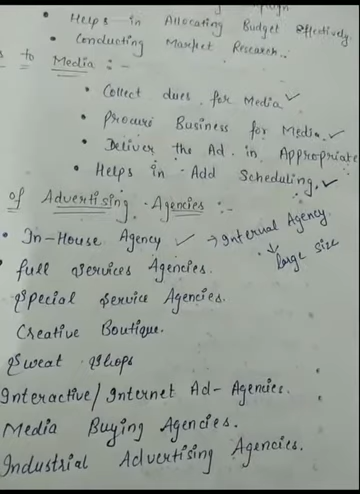 • Helps in Allocating Budget effectively.
• Conducting Market Research.
to Media :-
• Collect dues for Media ✓
• Procure Business for Media. ✓
• Deliver the Ad. in Appropriate
• Helps in Add Scheduling. ✓
of Advertising Agencies :-
• In-House Agency ✓ → Internal Agency
↓ large size
• full services Agencies.
Special Service Agencies.
Creative Boutique.
Sweat Shops
Interactive/Internet Ad-Agencies.
Media Buying Agencies.
Industrial Advertising Agencies.